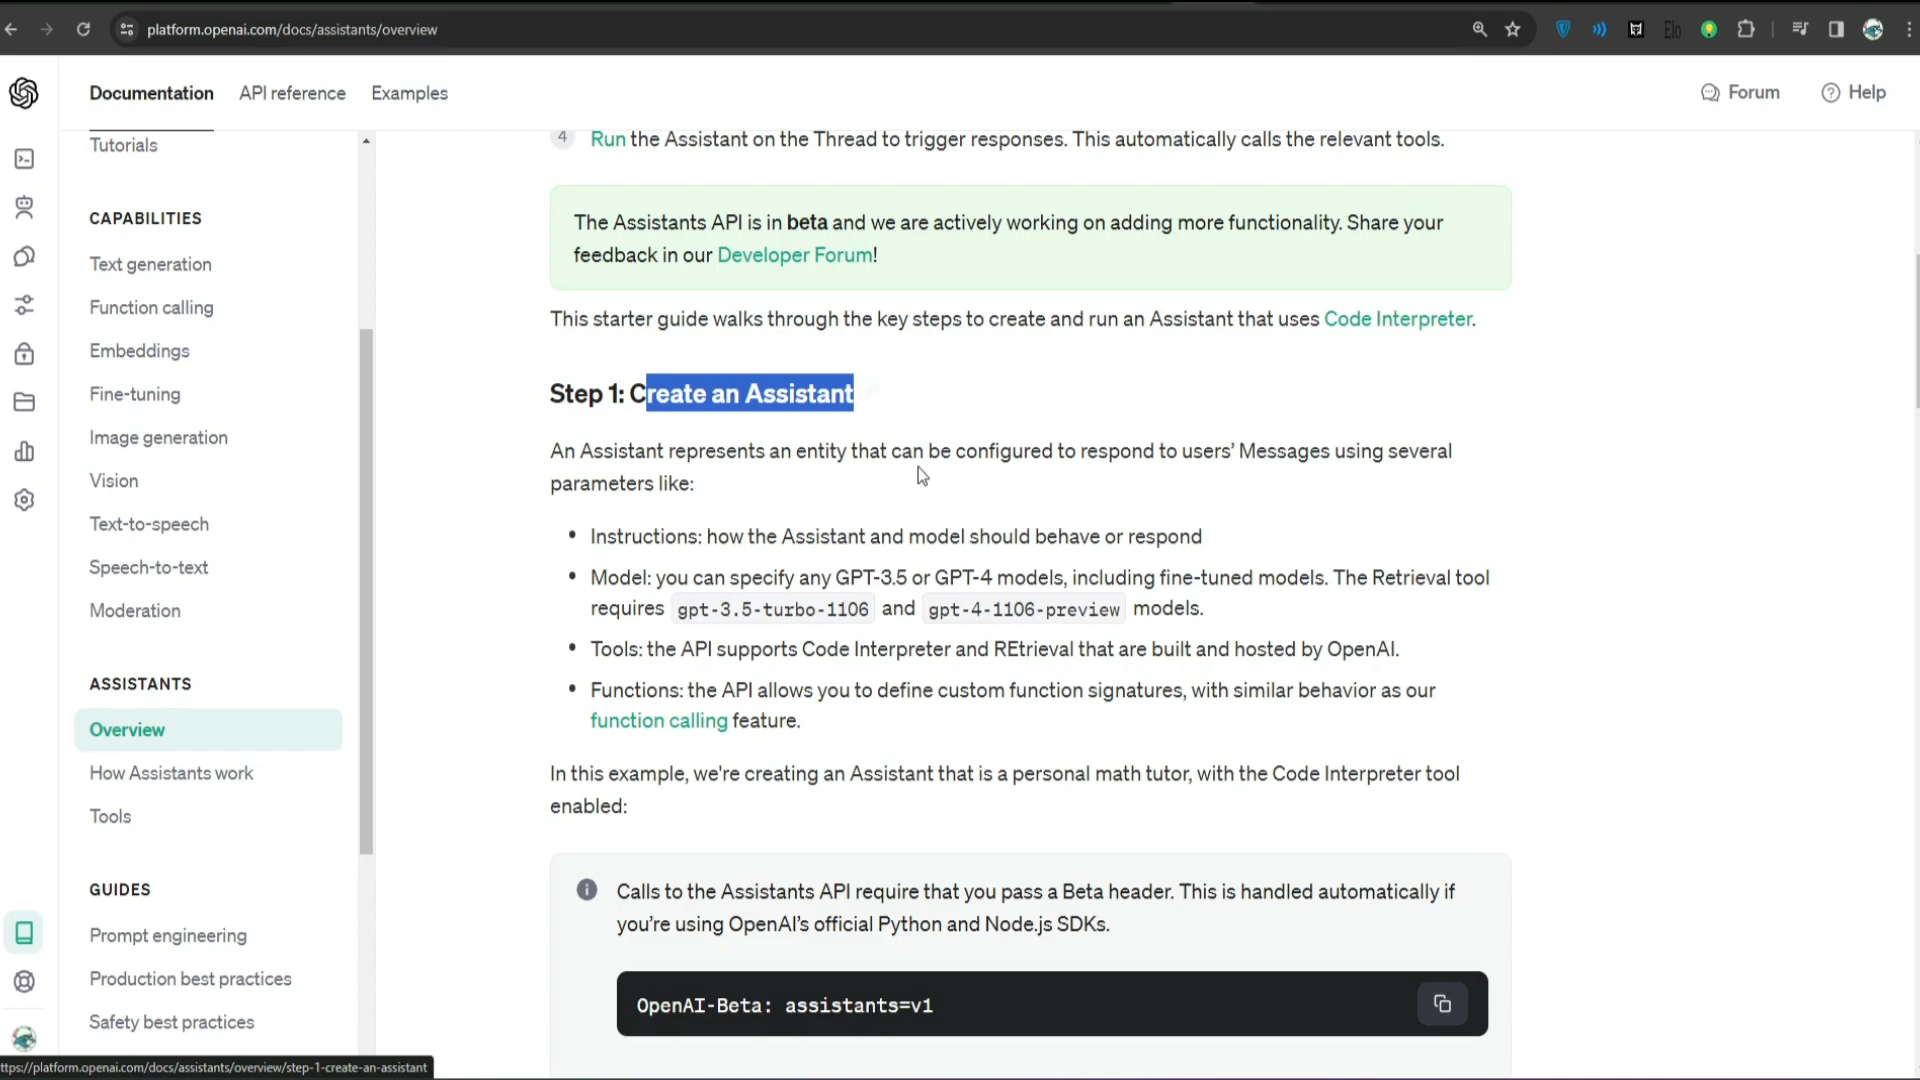 platform.openai.com/docs/assistants/overview
Elo
Documentation API reference Examples
Forum Help
Tutorials
CAPABILITIES
Text generation
Function calling
Embeddings
Fine-tuning
Image generation
Vision
Text-to-speech
Speech-to-text
Moderation
ASSISTANTS
Overview
How Assistants work
Tools
GUIDES
Prompt engineering
Production best practices
Safety best practices
4 Run the Assistant on the Thread to trigger responses. This automatically calls the relevant tools.
The Assistants API is in beta and we are actively working on adding more functionality. Share your
feedback in our Developer Forum!
This starter guide walks through the key steps to create and run an Assistant that uses Code Interpreter.
Step 1: Create an Assistant
An Assistant represents an entity that can be configured to respond to users’ Messages using several
parameters like:
• Instructions: how the Assistant and model should behave or respond
• Model: you can specify any GPT-3.5 or GPT-4 models, including fine-tuned models. The Retrieval tool
requires gpt-3.5-turbo-1106 and gpt-4-1106-preview models.
• Tools: the API supports Code Interpreter and REtrieval that are built and hosted by OpenAI.
• Functions: the API allows you to define custom function signatures, with similar behavior as our
function calling feature.
In this example, we're creating an Assistant that is a personal math tutor, with the Code Interpreter tool
enabled:
Calls to the Assistants API require that you pass a Beta header. This is handled automatically if
you’re using OpenAI’s official Python and Node.js SDKs.
OpenAI-Beta: assistants=v1
ttps://platform.openai.com/docs/assistants/overview/step-1-create-an-assistant